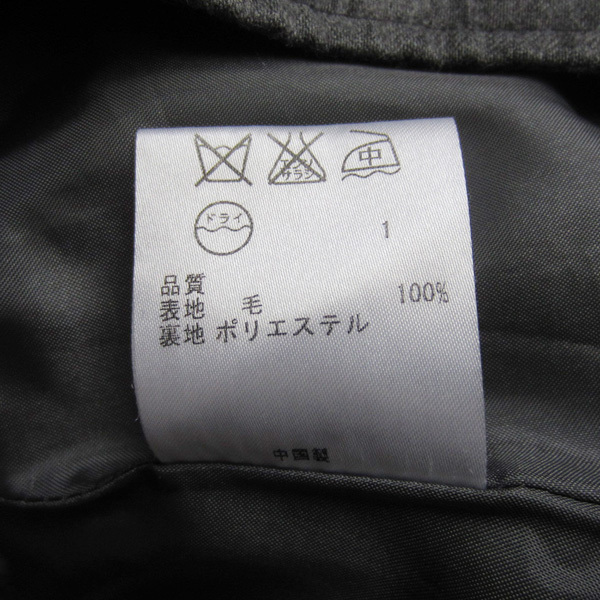 エンソ
サラシ
中
ドライ
1
品質
表地 毛 100%
裏地 ポリエステル
中国製